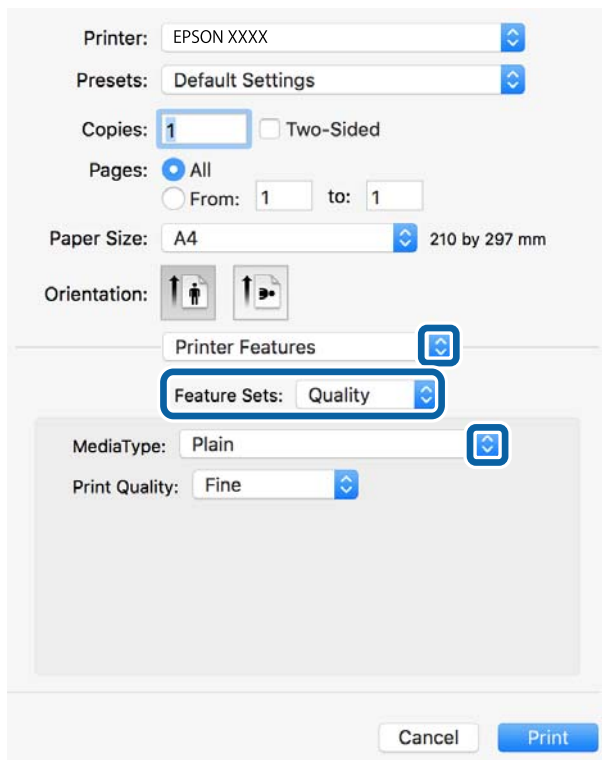 Printer: EPSON XXXX
Presets: Default Settings
Copies: 1 Two-Sided
Pages: All
From: 1 to: 1
Paper Size: A4 210 by 297 mm
Orientation:
Printer Features
Feature Sets: Quality
MediaType: Plain
Print Quality: Fine
Cancel Print